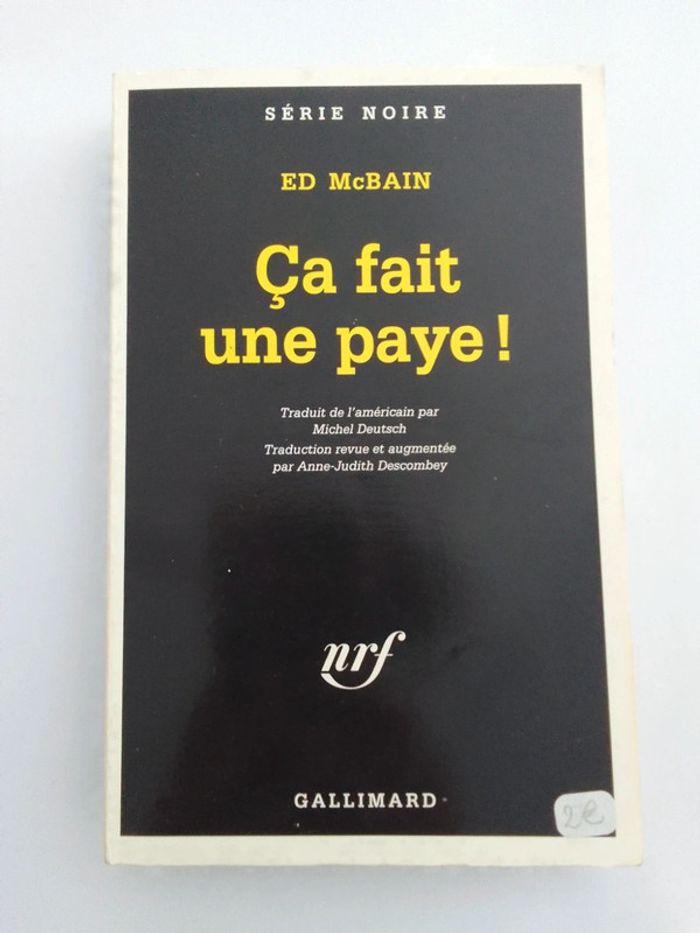 SÉRIE NOIRE
ED McBAIN
Ça fait
une paye !
Traduit de l'américain par
Michel Deutsch
Traduction revue et augmentée
par Anne-Judith Descombey
nrf
GALLIMARD
2€